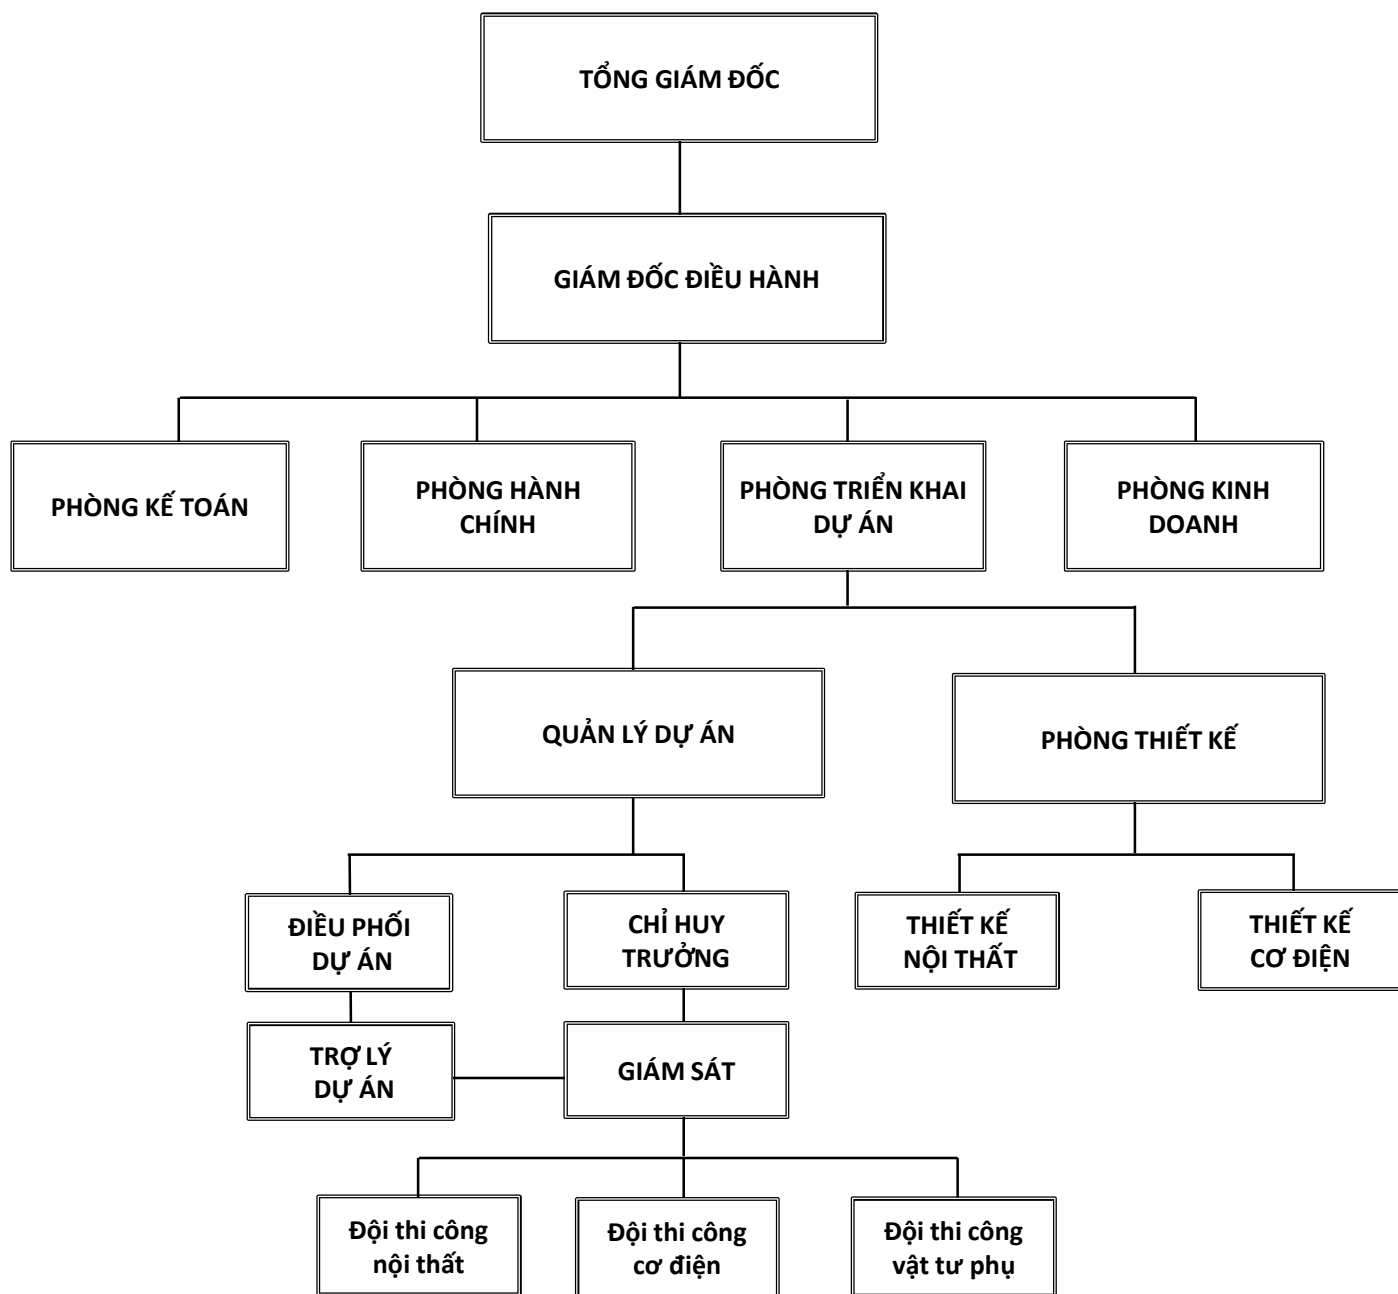 TỔNG GIÁM ĐỐC
GIÁM ĐỐC ĐIỀU HÀNH
PHÒNG KẾ TOÁN
PHÒNG HÀNH
CHÍNH
PHÒNG TRIỂN KHAI
DỰ ÁN
PHÒNG KINH
DOANH
QUẢN LÝ DỰ ÁN
PHÒNG THIẾT KẾ
ĐIỀU PHỐI
DỰ ÁN
CHỈ HUY
TRƯỞNG
THIẾT KẾ
NỘI THẤT
THIẾT KẾ
CƠ ĐIỆN
TRỢ LÝ
DỰ ÁN
GIÁM SÁT
Đội thi công
nội thất
Đội thi công
cơ điện
Đội thi công
vật tư phụ